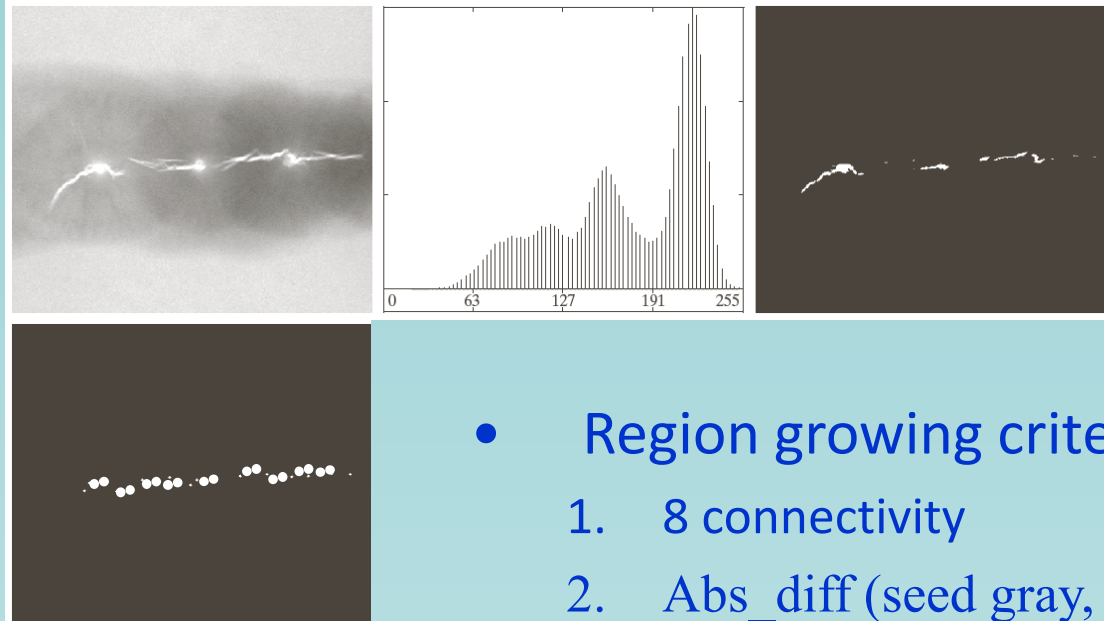 0 63 127 191 255
• Region growing crite
1. 8 connectivity
2. Abs_diff (seed gray,